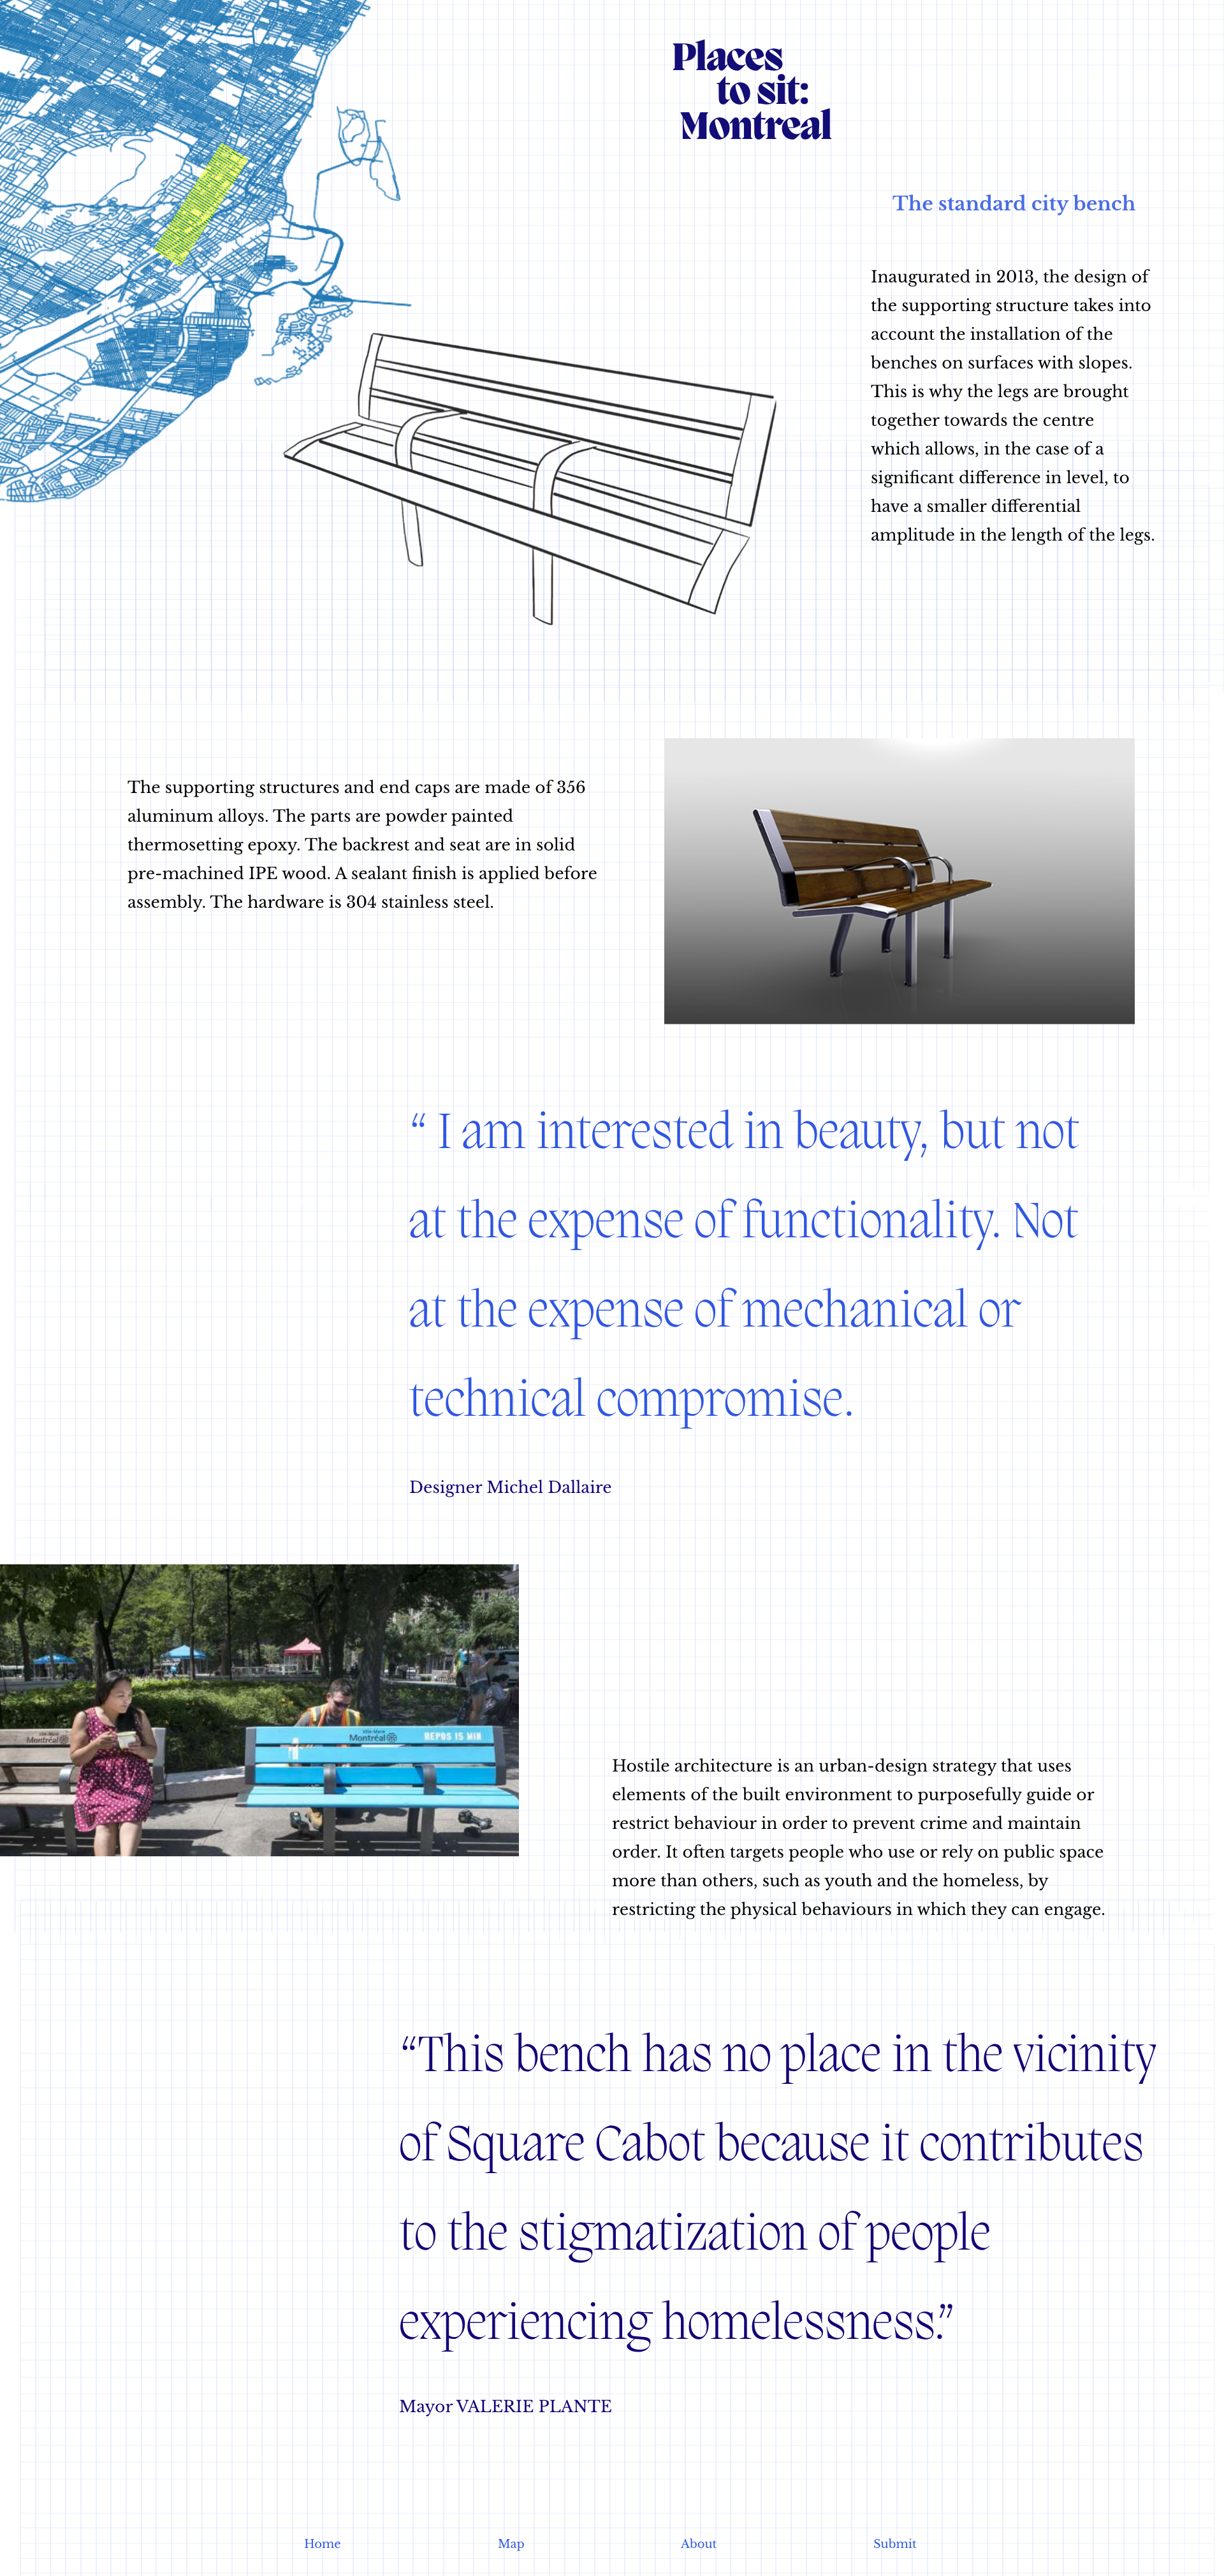 Places
to sit:
Montreal
The standard city bench
Inaugurated in 2013, the design of
the supporting structure takes into
account the installation of the
benches on surfaces with slopes.
This is why the legs are brought
together towards the centre
which allows, in the case of a
significant difference in level, to
have a smaller differential
amplitude in the length of the legs.
The supporting structures and end caps are made of 356
aluminum alloys. The parts are powder painted
thermosetting epoxy. The backrest and seat are in solid
pre-machined IPE wood. A sealant finish is applied before
assembly. The hardware is 304 stainless steel.
“ I am interested in beauty, but not
at the expense of functionality. Not
at the expense of mechanical or
technical compromise.
Designer Michel Dallaire
Montréal
Montréal
REPOS 15 MIN
Hostile architecture is an urban-design strategy that uses
elements of the built environment to purposefully guide or
restrict behaviour in order to prevent crime and maintain
order. It often targets people who use or rely on public space
more than others, such as youth and the homeless, by
restricting the physical behaviours in which they can engage.
“This bench has no place in the vicinity
of Square Cabot because it contributes
to the stigmatization of people
experiencing homelessness.”
Mayor VALERIE PLANTE
Home Map About Submit